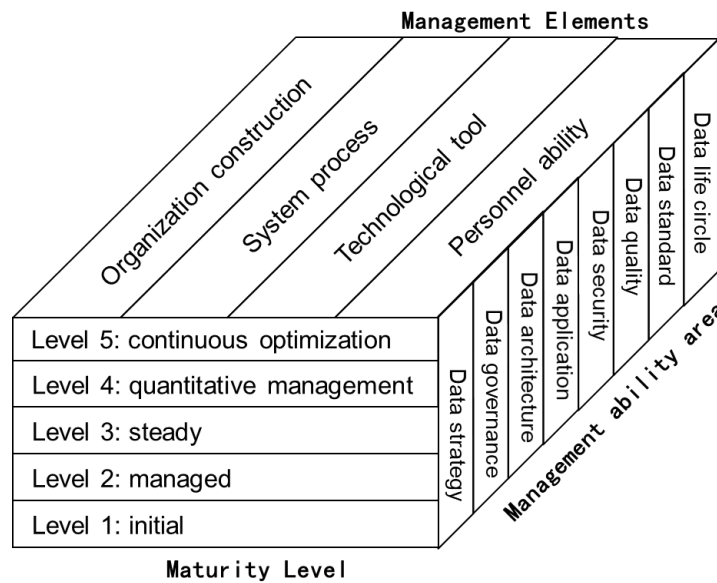 Management Elements
Organization construction
System process
Technological tool
Personnel ability
Level 5: continuous optimization
Level 4: quantitative management
Level 3: steady
Level 2: managed
Level 1: initial
Maturity Level
Data strategy
Data governance
Data architecture
Data application
Data security
Data quality
Data standard
Data life circle
Management ability area